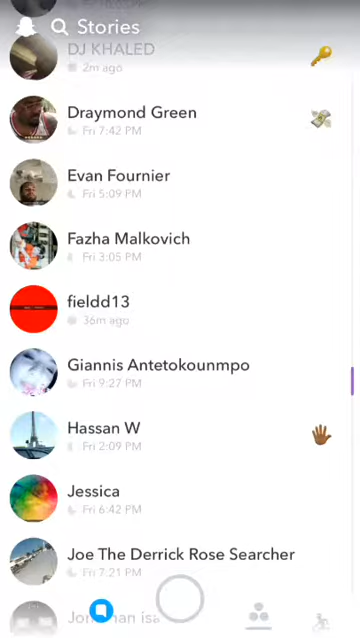 Stories
DJ KHALED
2m ago
Draymond Green
Fri 7:42 PM
Evan Fournier
Fri 5:09 PM
Fazha Malkovich
Fri 3:05 PM
fieldd13
36m ago
Giannis Antetokounmpo
Fri 9:27 PM
Hassan W
Fri 2:09 PM
Jessica
Fri 6:42 PM
Joe The Derrick Rose Searcher
Fri 7:21 PM